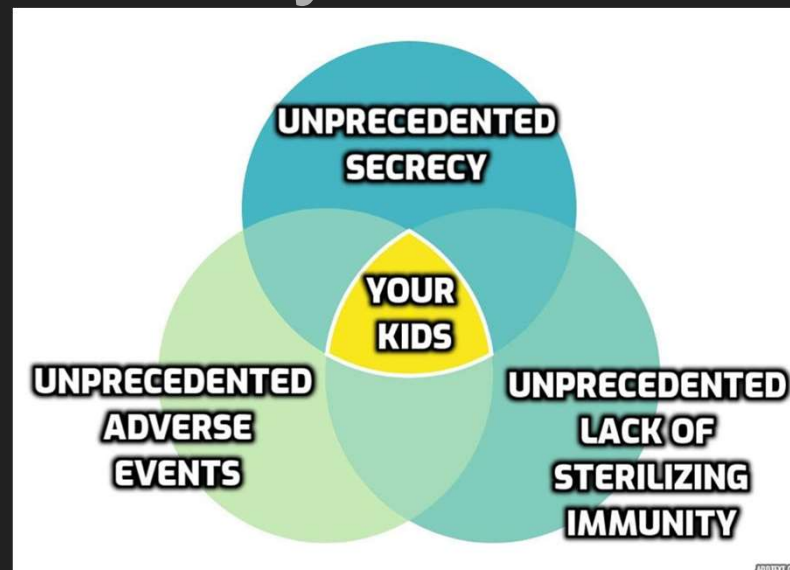 UNPRECEDENTED
SECRECY
YOUR
KIDS
UNPRECEDENTED
ADVERSE
EVENTS
UNPRECEDENTED
LACK OF
STERILIZING
IMMUNITY